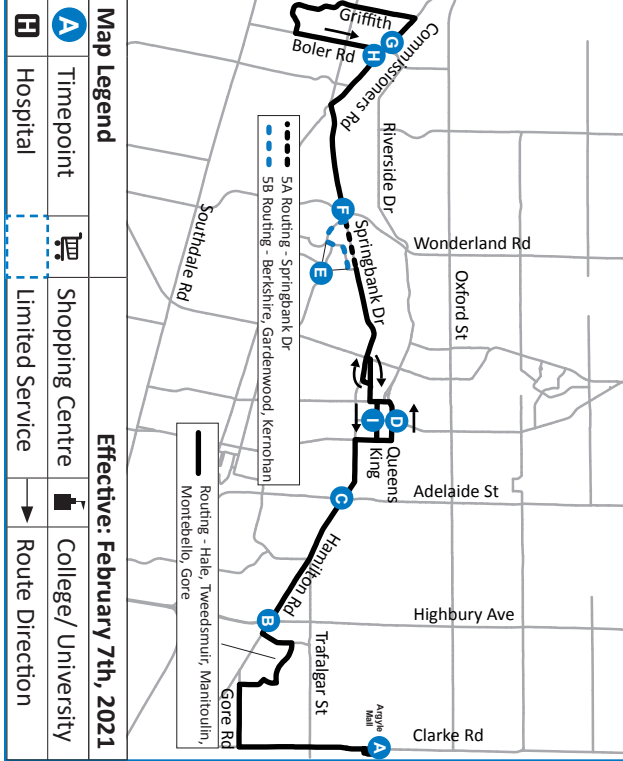 Griffith
Boler Rd
G
H
Commissioners Rd
Riverside Dr
Wonderland Rd
Oxford St
F
Springbank Dr
E
Southdale Rd
5A Routing - Springbank Dr
5B Routing - Berkshire, Gardenwood, Kernohan
D
I
Queens
King
C
Adelaide St
Hamilton Rd
Highbury Ave
B
Trafalgar St
Gore Rd
Argyle
Mall
A
Clarke Rd
Routing - Hale, Tweedsmuir, Manitoulin,
Montebello, Gore
Map Legend
Effective: February 7th, 2021
A
Timepoint
Shopping Centre
College/ University
H
Hospital
Limited Service
Route Direction